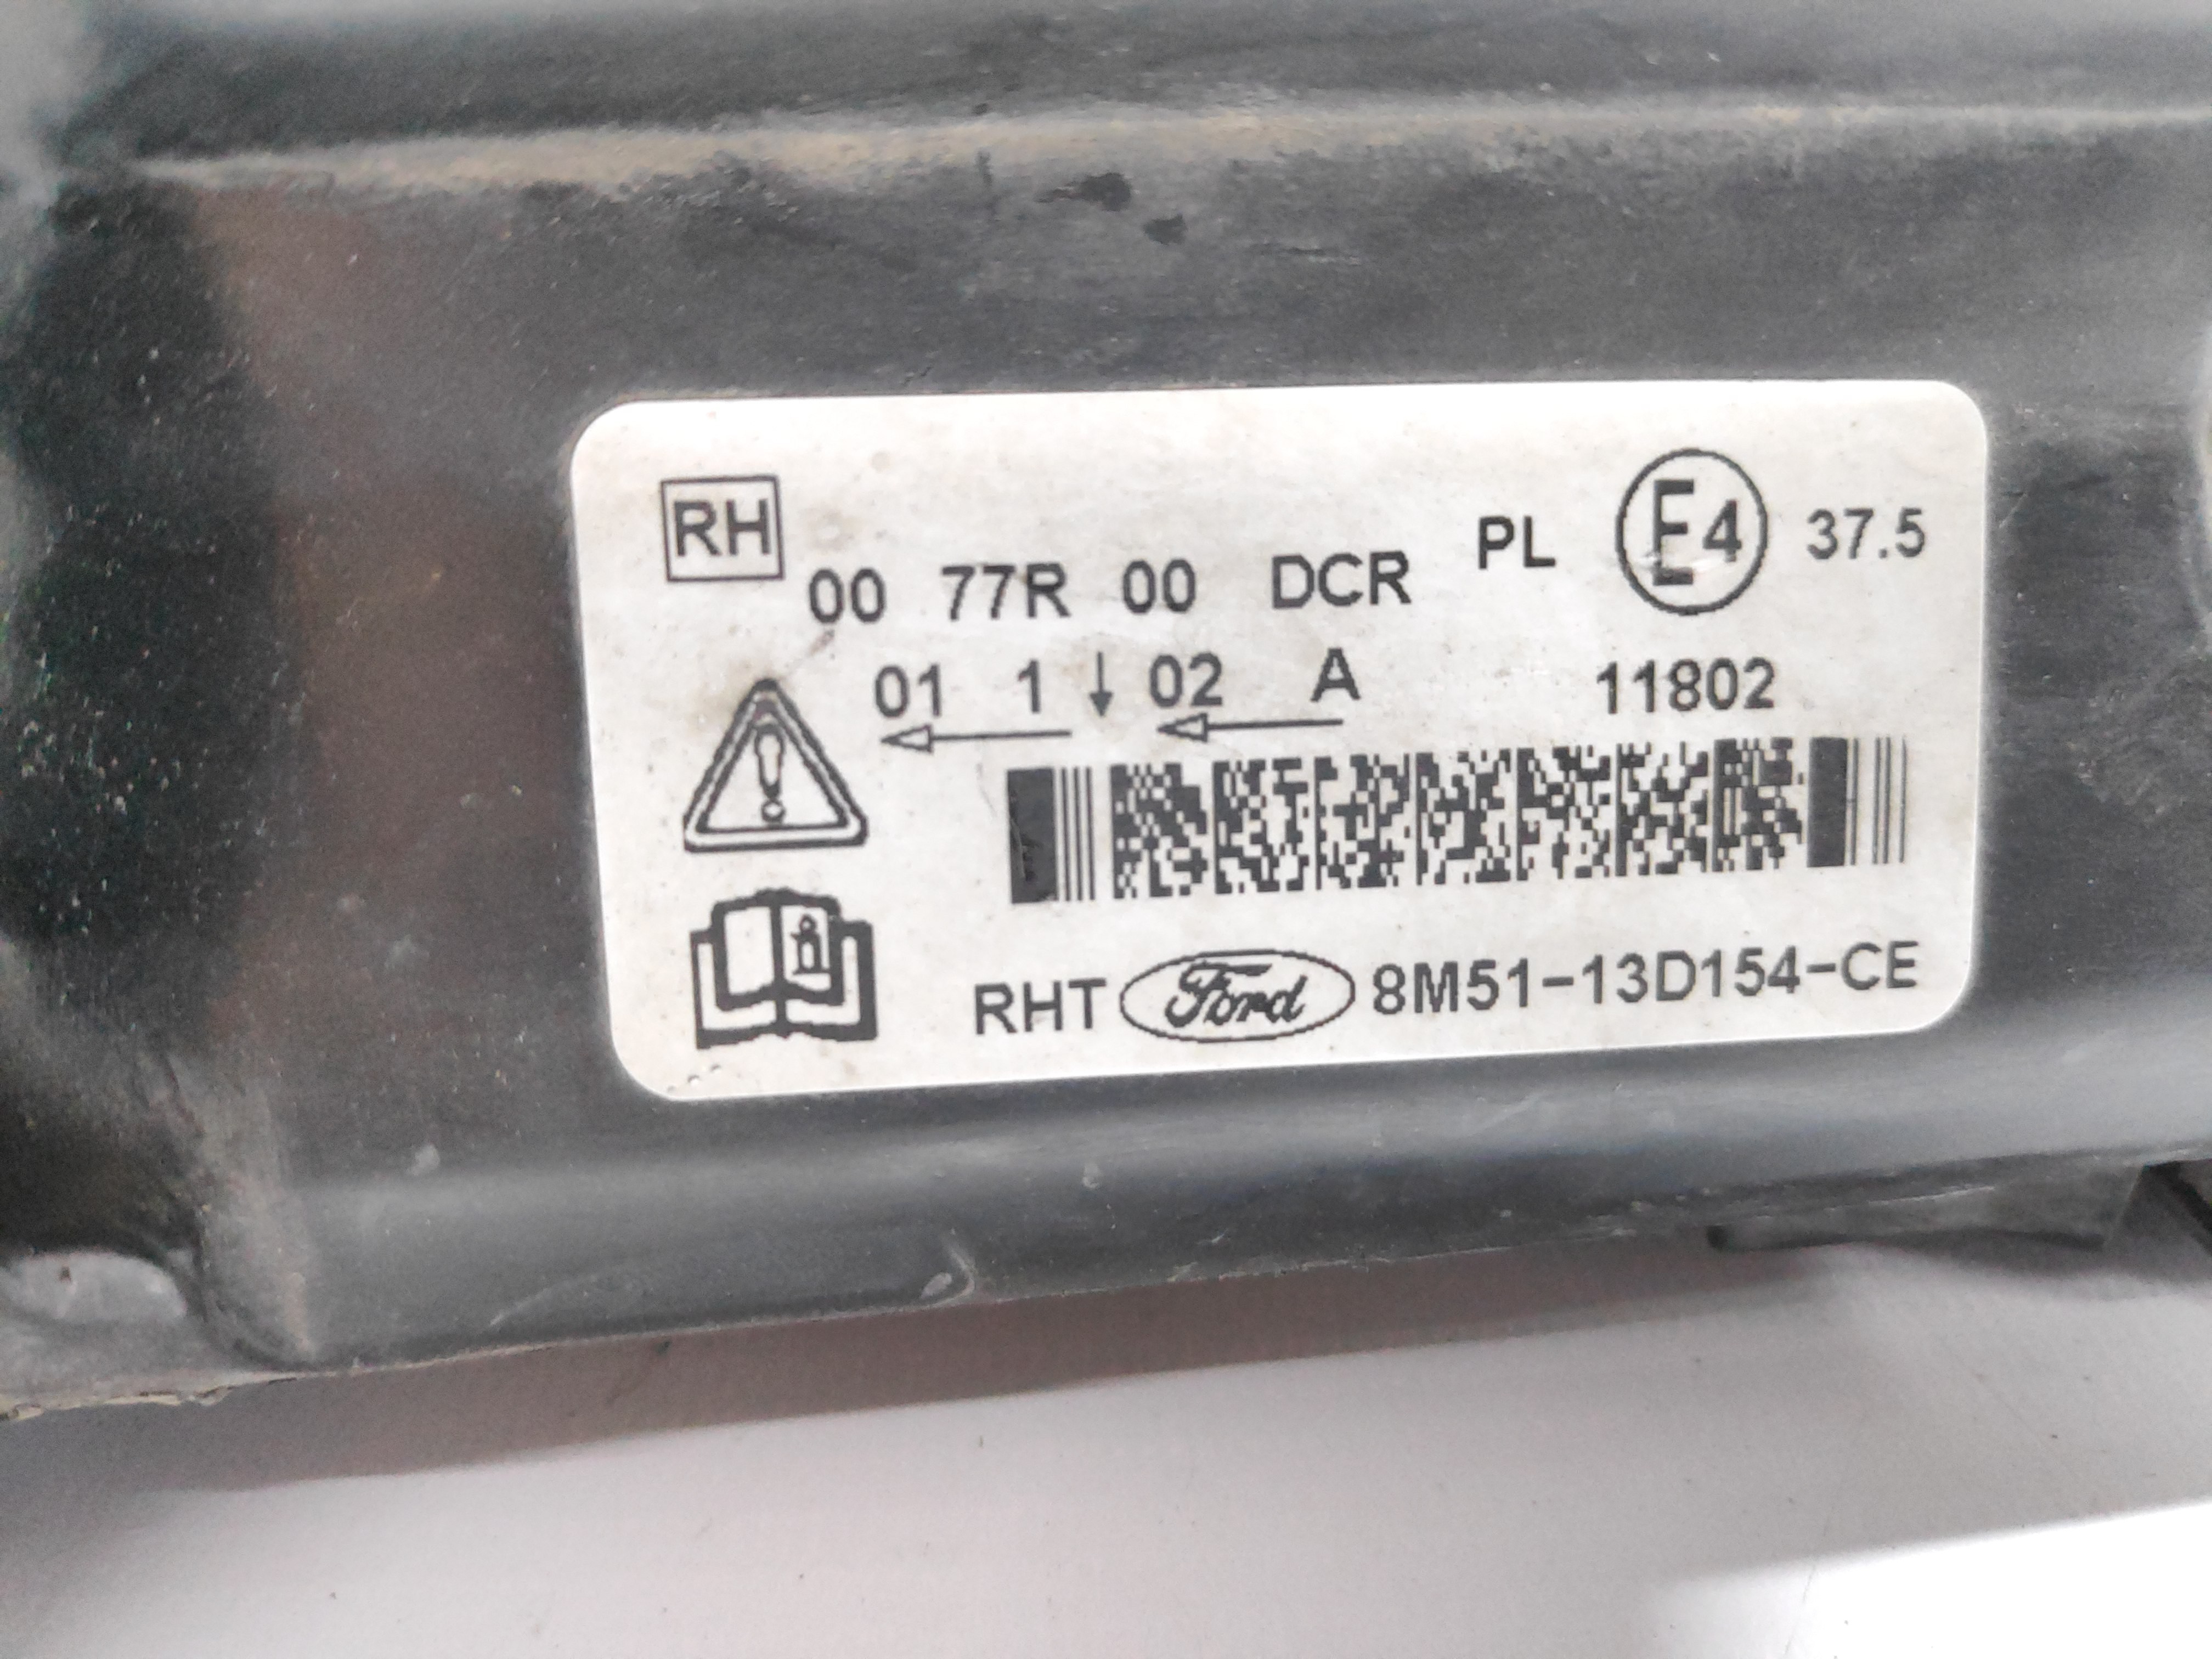 RH
00 77R 00 DCR PL E4 37.5
01 1 ↓ 02 A 11802
RHT Ford 8M51-13D154-CE